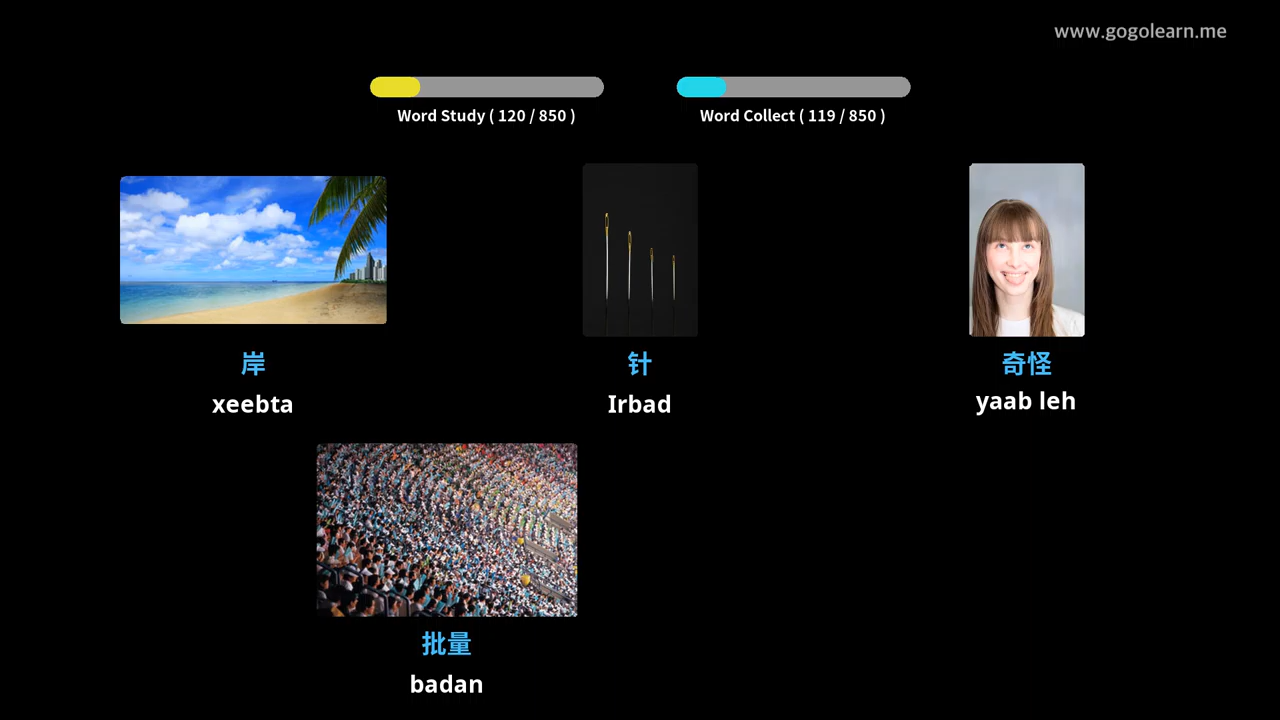 www.gogolearn.me
Word Study ( 120 / 850 )
Word Collect ( 119 / 850 )
岸
xeebta
针
Irbad
奇怪
yaab leh
批量
badan